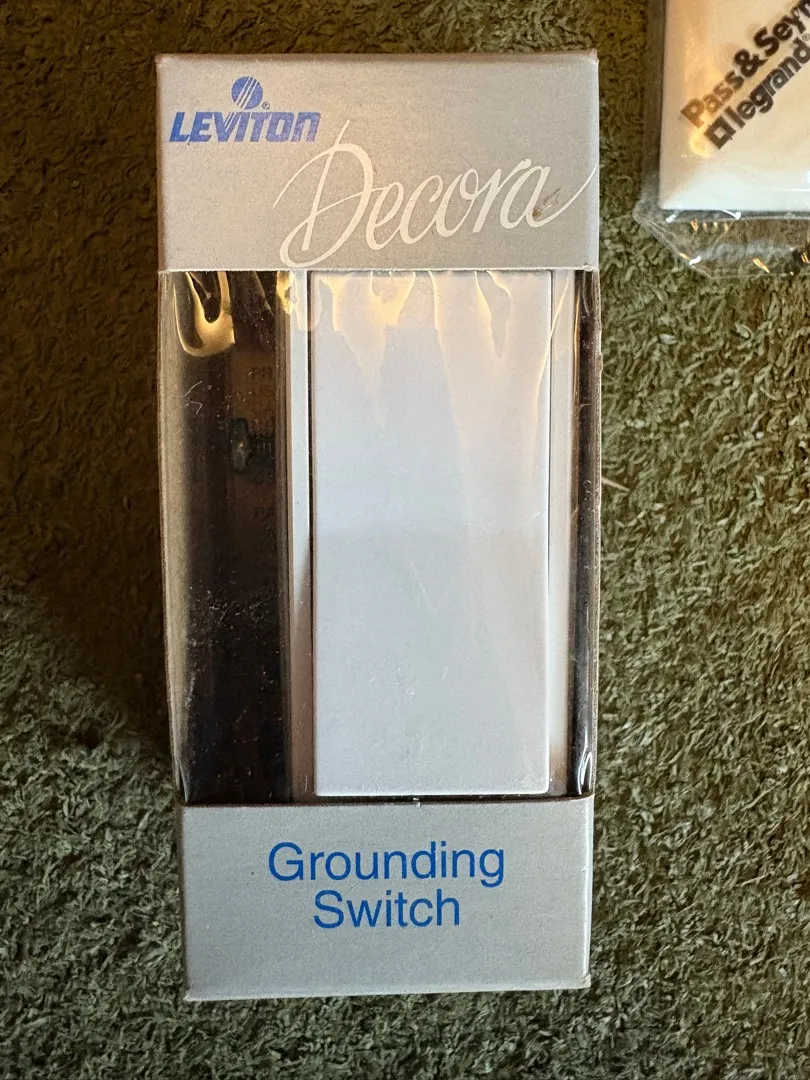 LEVITON
Decora
Grounding
Switch
Pass & Sey
legrand